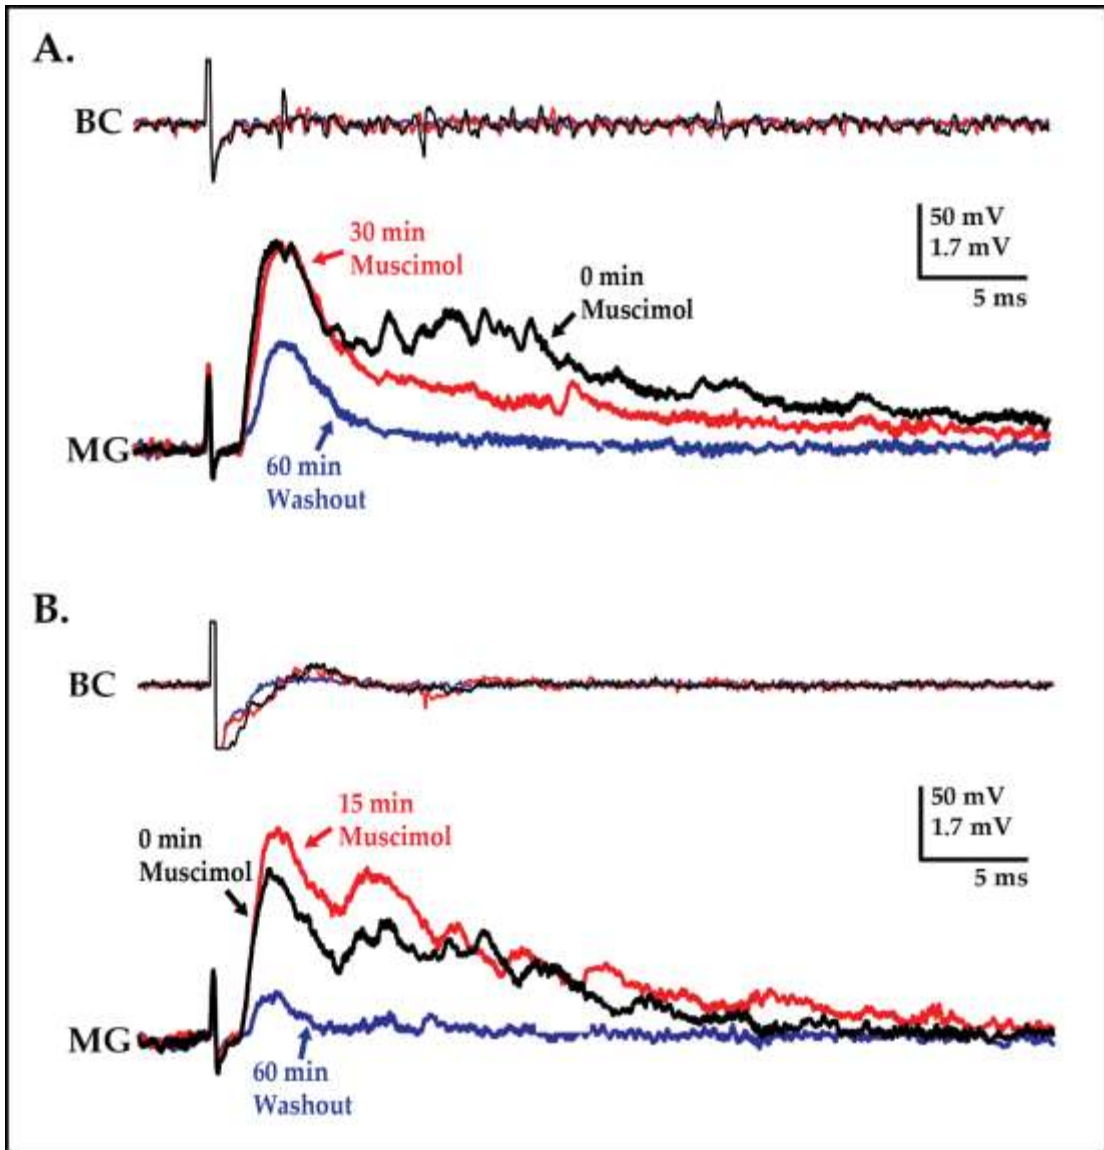 A.
BC
50 mV
1.7 mV
5 ms
30 min
Muscimol
0 min
Muscimol
MG
60 min
Washout
B.
BC
50 mV
1.7 mV
5 ms
15 min
Muscimol
0 min
Muscimol
MG
60 min
Washout